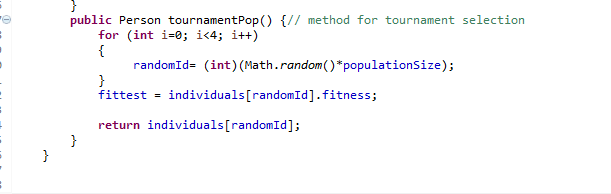 }
public Person tournamentPop() {// method for tournament selection
for (int i=0; i<4; i++)
{
randomId= (int)(Math.random()*populationSize);
}
fittest = individuals[randomId].fitness;
return individuals[randomId];
}
}